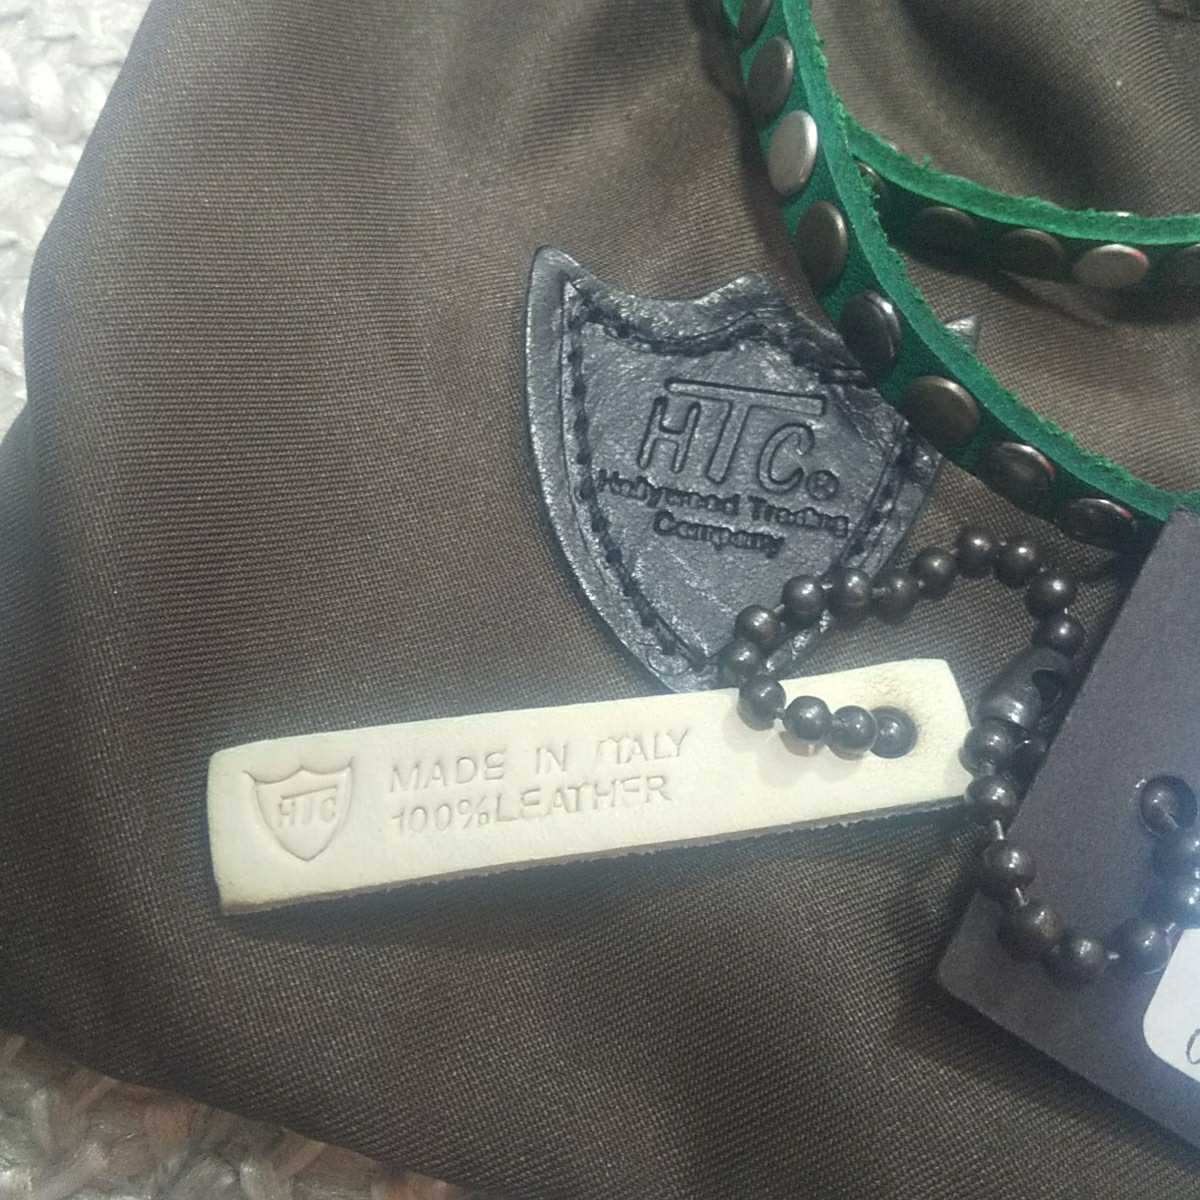 HTC®
Hollywood Trading
Company
HTC
MADE IN ITALY
100%LEATHER